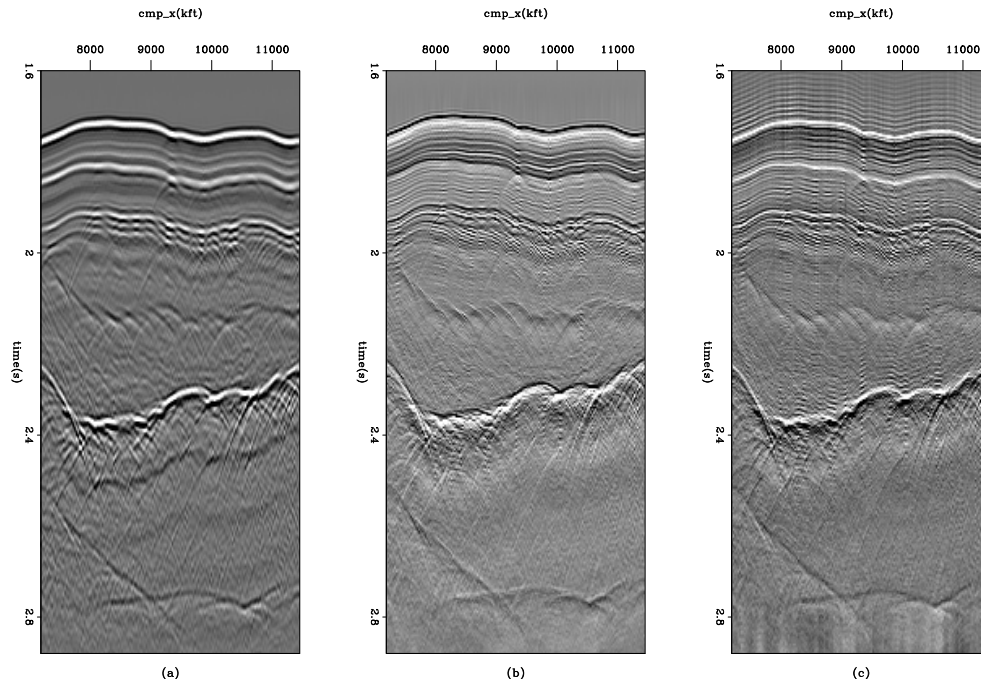 cmp_x(kft) cmp_x(kft) cmp_x(kft)
8000 9000 10000 11000 8000 9000 10000 11000 8000 9000 10000 11000
1.6 1.6 1.6
2 2 2
time(s) time(s) time(s)
2.4 2.4 2.4
2.8 2.8 2.8
(a) (b) (c)